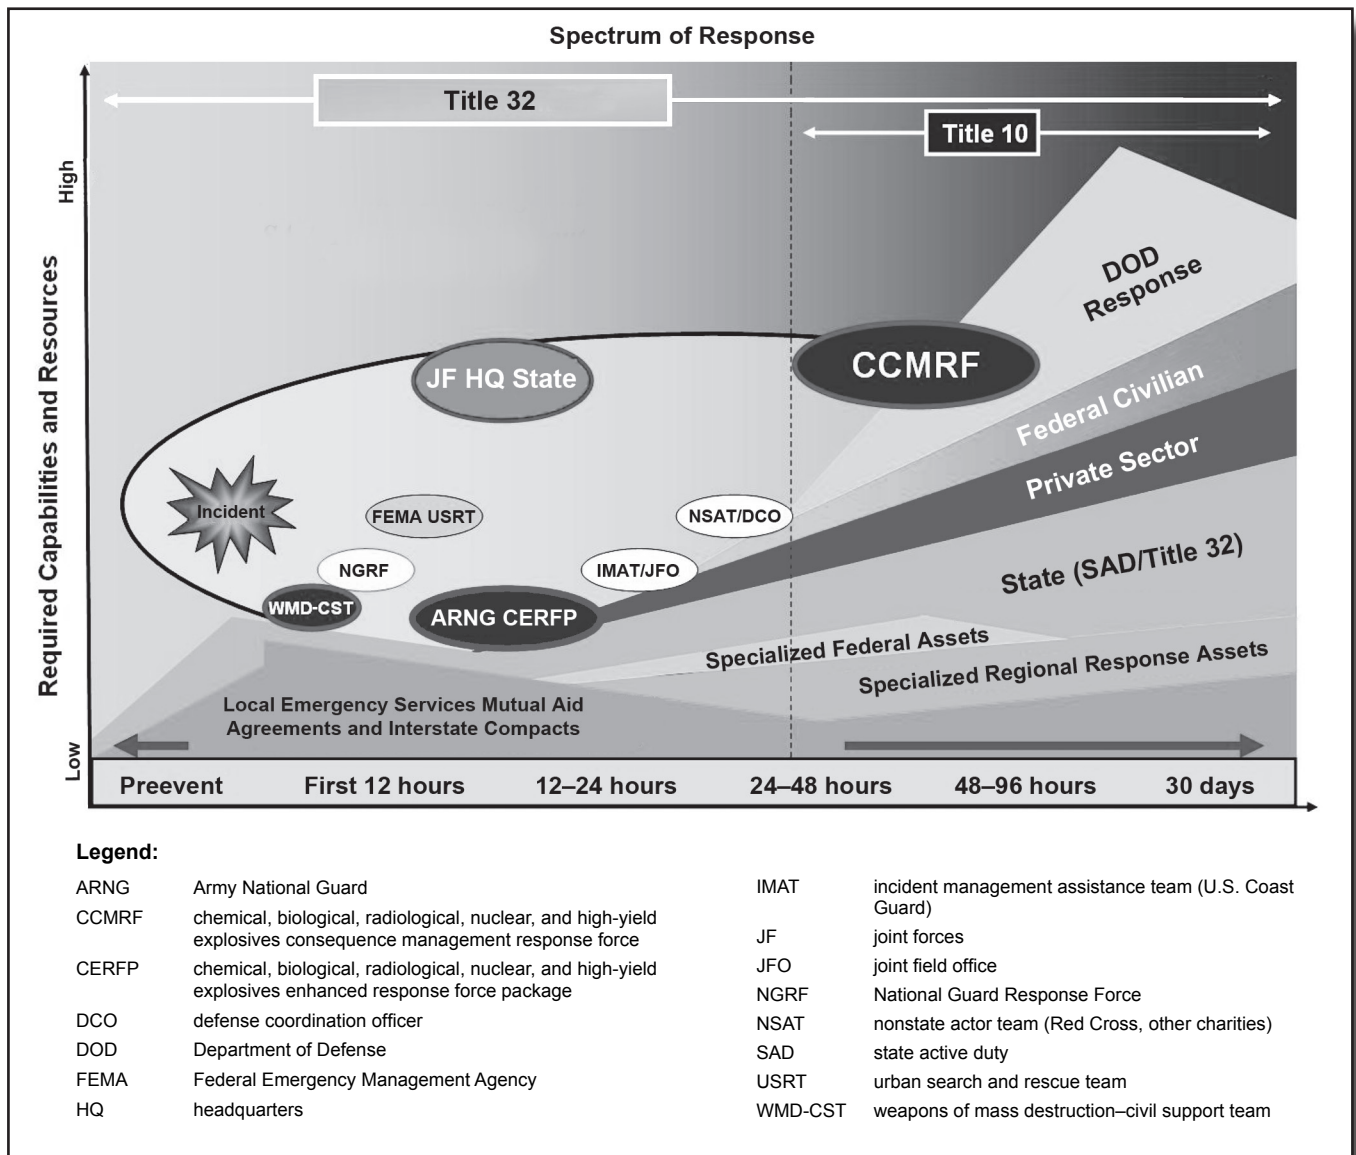 Spectrum of Response
Title 32
Title 10
High
Required Capabilities and Resources
Low
DOD
Response
JF HQ State
CCMRF
Federal Civilian
Private Sector
Incident
FEMA USRT
NSAT/DCO
NGRF
IMAT/JFO
State (SAD/Title 32)
WMD-CST
ARNG CERFP
Specialized Federal Assets
Specialized Regional Response Assets
Local Emergency Services Mutual Aid
Agreements and Interstate Compacts
Preevent First 12 hours 12–24 hours 24–48 hours 48–96 hours 30 days
Legend:
ARNG Army National Guard
CCMRF chemical, biological, radiological, nuclear, and high-yield
explosives consequence management response force
CERFP chemical, biological, radiological, nuclear, and high-yield
explosives enhanced response force package
DCO defense coordination officer
DOD Department of Defense
FEMA Federal Emergency Management Agency
HQ headquarters
IMAT incident management assistance team (U.S. Coast
Guard)
JF joint forces
JFO joint field office
NGRF National Guard Response Force
NSAT nonstate actor team (Red Cross, other charities)
SAD state active duty
USRT urban search and rescue team
WMD-CST weapons of mass destruction–civil support team